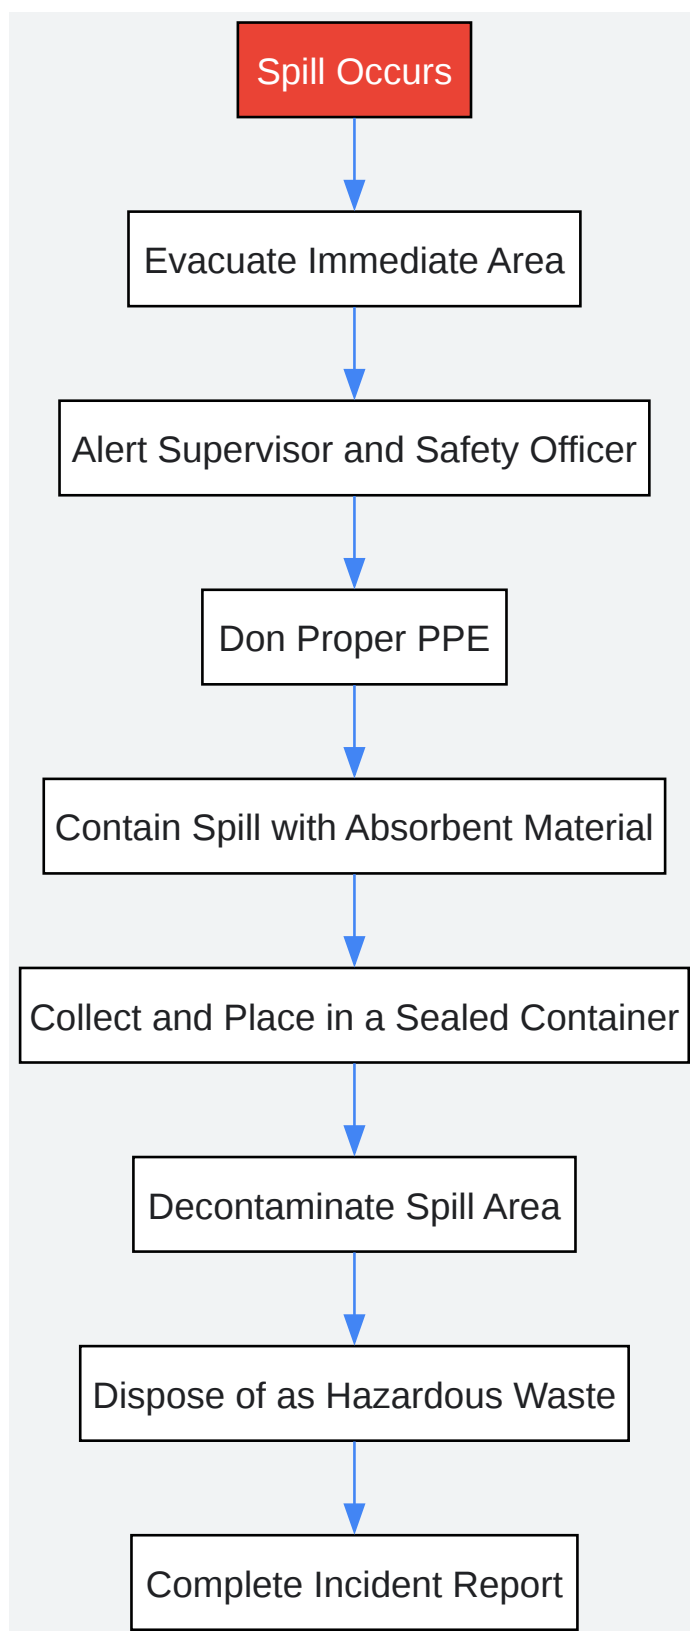 Spill Occurs
Evacuate Immediate Area
Alert Supervisor and Safety Officer
Don Proper PPE
Contain Spill with Absorbent Material
Collect and Place in a Sealed Container
Decontaminate Spill Area
Dispose of as Hazardous Waste
Complete Incident Report